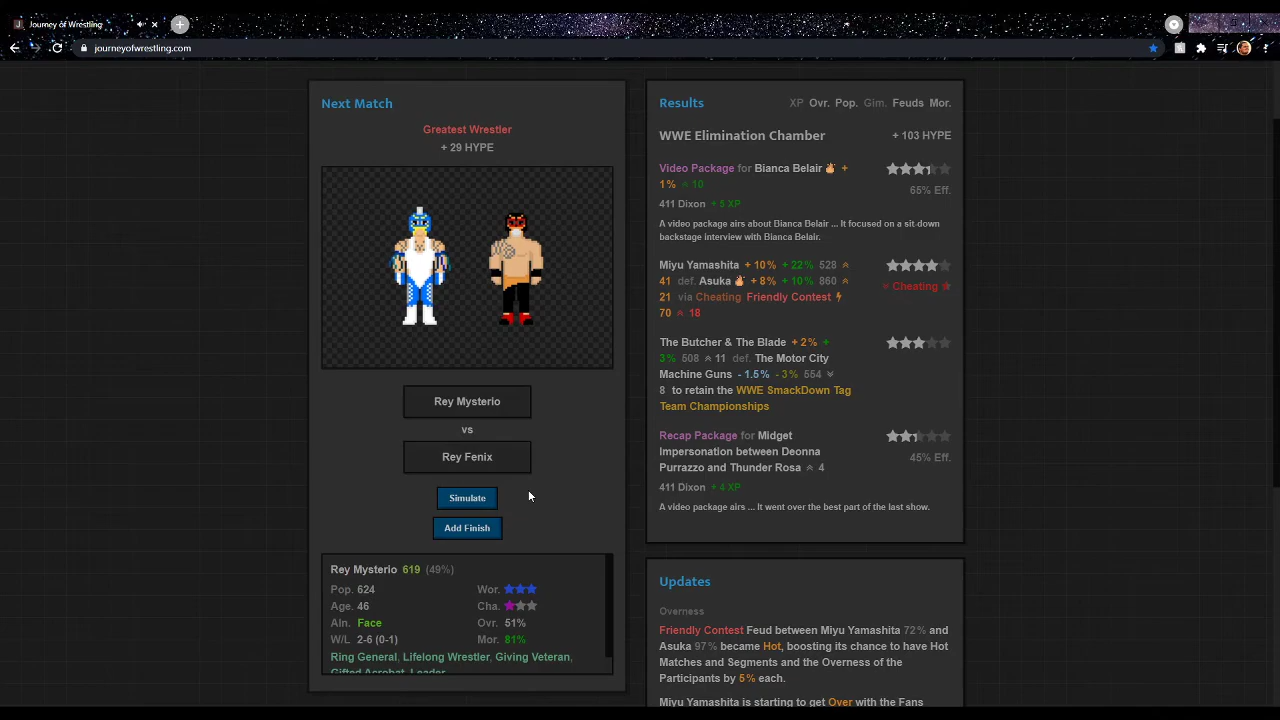 Journey of Wrestling
journeyofwrestling.com
Next Match
Greatest Wrestler
+ 29 HYPE
Rey Mysterio
vs
Rey Fenix
Simulate
Add Finish
Rey Mysterio 619 (49%)
Pop. 624 Wor.
Age. 46 Cha.
Aln. Face Ovr. 51%
W/L 2-6 (0-1) Mor. 81%
Ring General, Lifelong Wrestler, Giving Veteran,
Gifted Acrobat, Leader
Results XP Ovr. Pop. Gim. Feuds Mor.
WWE Elimination Chamber + 103 HYPE
Video Package for Bianca Belair +
1% 10
65% Eff.
411 Dixon + 5 XP
A video package airs about Bianca Belair ... It focused on a sit down
backstage interview with Bianca Belair.
Miyu Yamashita + 10% + 22% 528
41 def. Asuka + 8% + 10% 860
Cheating
21 via Cheating Friendly Contest
70 18
The Butcher & The Blade + 2% +
3% 508 11 def. The Motor City
Machine Guns - 1.5% - 3% 554
8 to retain the WWE SmackDown Tag
Team Championships
Recap Package for Midget
Impersonation between Deonna
45% Eff.
Purrazzo and Thunder Rosa 4
411 Dixon + 4 XP
A video package airs ... It went over the best part of the last show.
Updates
Overness
Friendly Contest Feud between Miyu Yamashita 72% and
Asuka 97% became Hot, boosting its chance to have Hot
Matches and Segments and the Overness of the
Participants by 5% each.
Miyu Yamashita is starting to get Over with the Fans